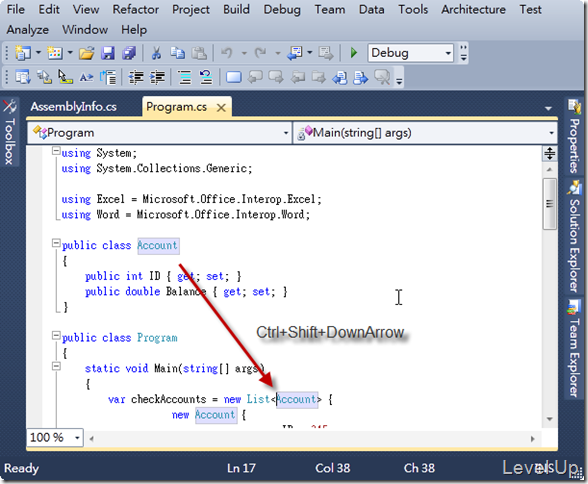 File Edit View Refactor Project Build Debug Team Data Tools Architecture Test
Analyze Window Help
Debug
AssemblyInfo.cs Program.cs
Program Main(string[] args)
using System;
using System.Collections.Generic;
using Excel = Microsoft.Office.Interop.Excel;
using Word = Microsoft.Office.Interop.Word;
public class Account
{
public int ID { get; set; }
public double Balance { get; set; }
}
Ctrl+Shift+DownArrow
public class Program
{
static void Main(string[] args)
{
var checkAccounts = new List<Account> {
new Account {
100 %
Ready Ln 17 Col 38 Ch 38 INS
Toolbox
Properties
Solution Explorer
Team Explorer
Level Up